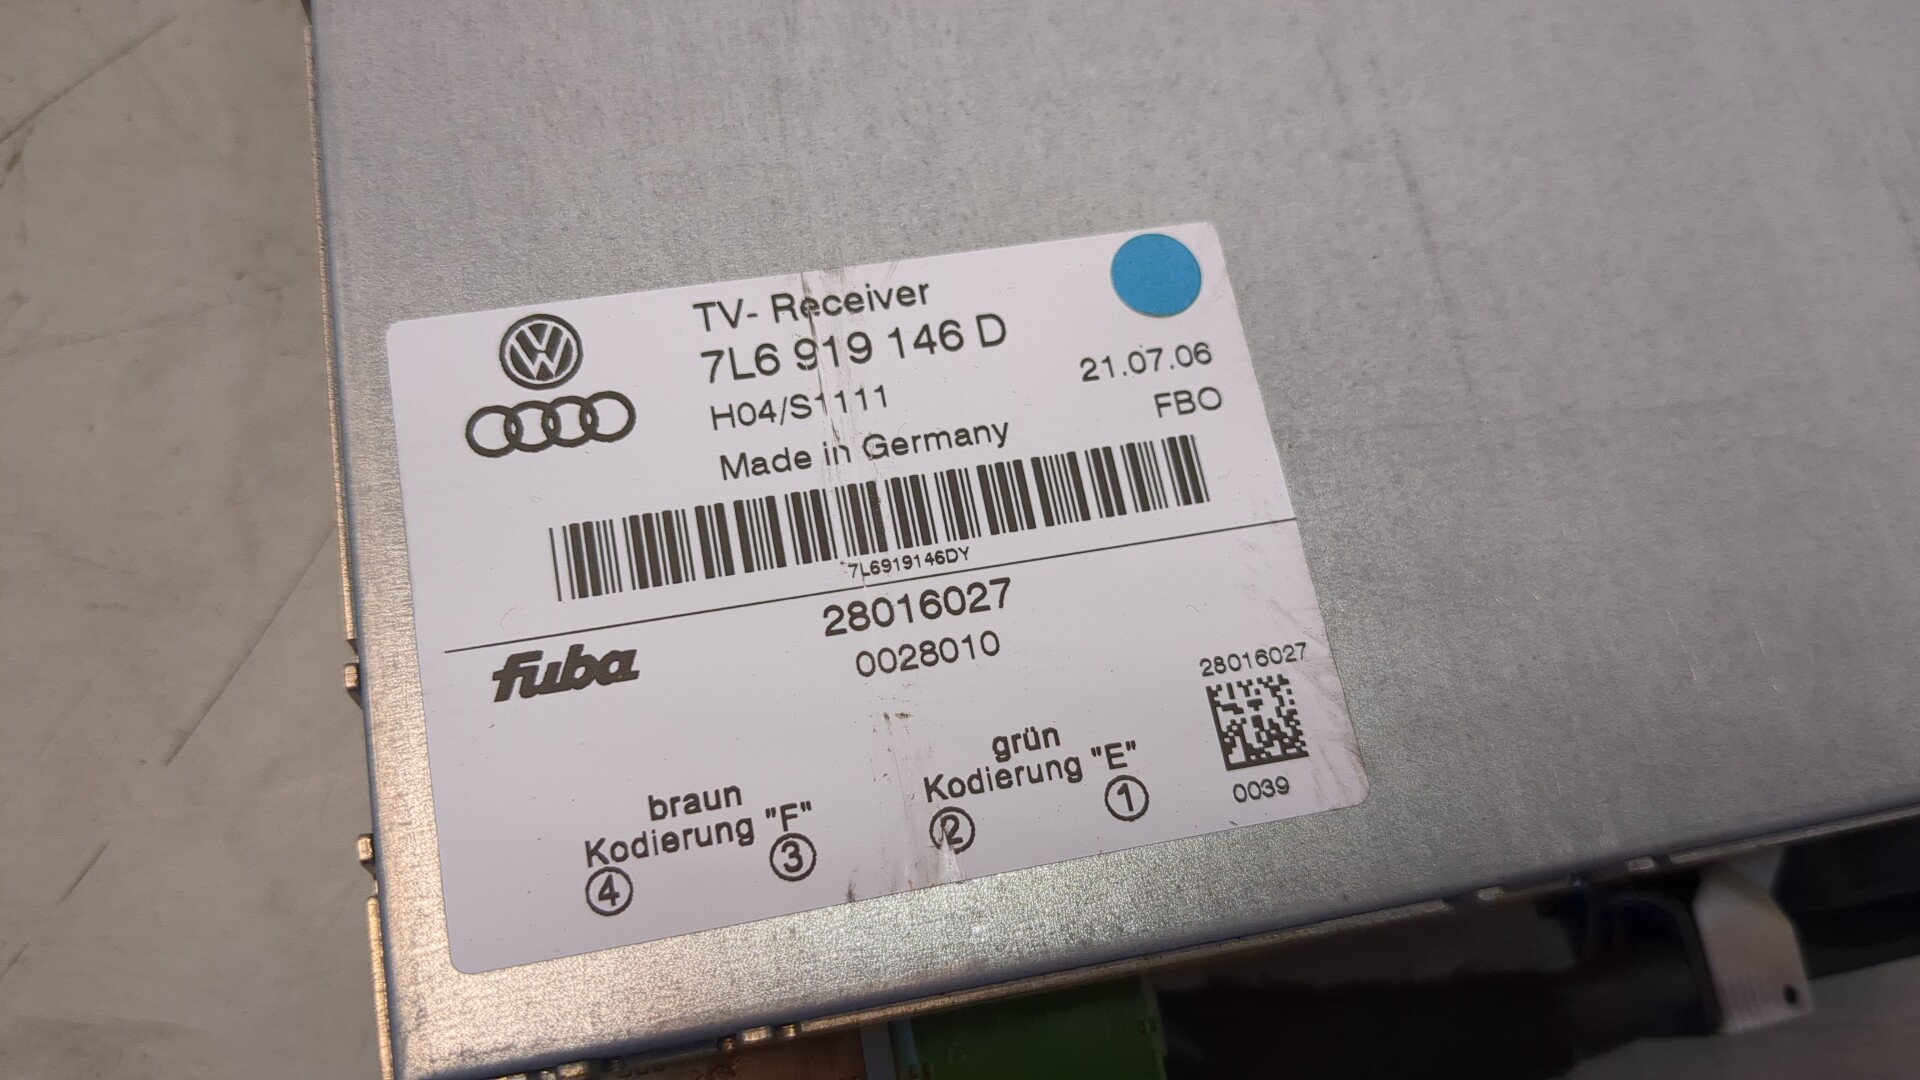 TV- Receiver
7L6 919 146 D
21.07.06
H04/S1111
FBO
Made in Germany
*7L6919146DY
28016027
fuba
0028010
28016027
grün
Kodierung "E"
braun
Kodierung "F"
0039
4
3
2
1